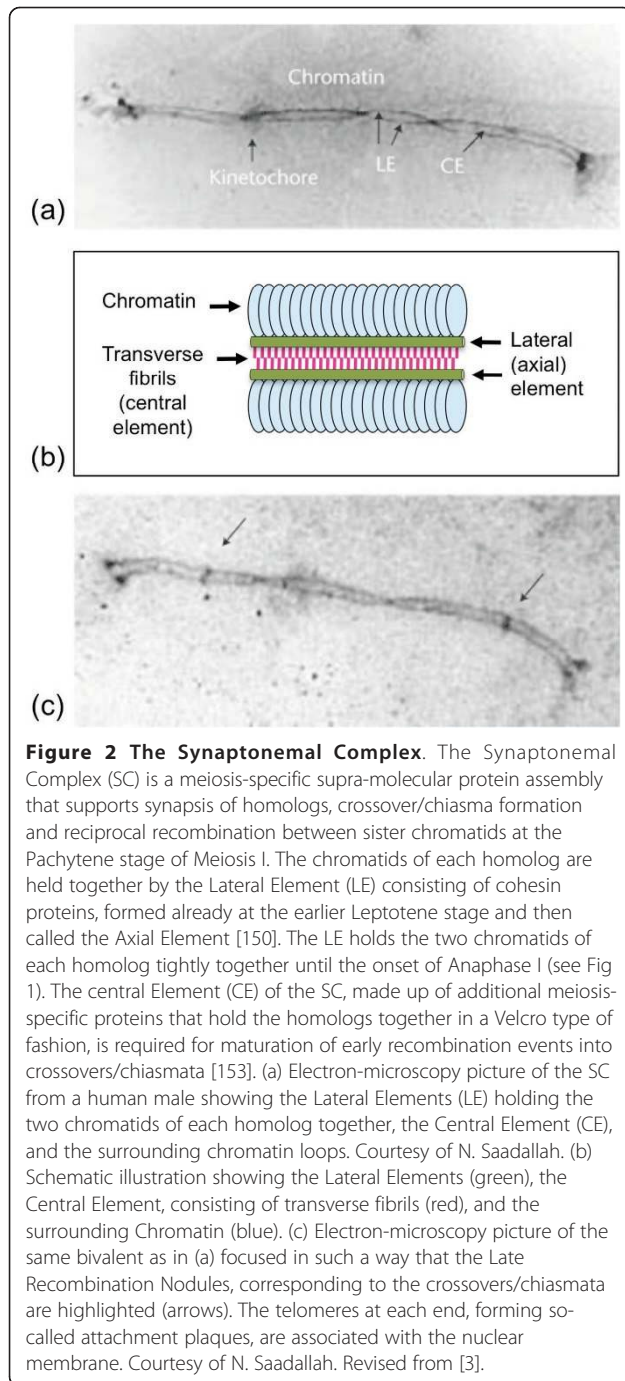 Chromatin
Kinetochore
LE
CE
(a)
Chromatin
Transverse
fibrils
(central
element)
Lateral
(axial)
element
(b)
(c)
Figure 2 The Synaptonemal Complex. The Synaptonemal
Complex (SC) is a meiosis-specific supra-molecular protein assembly
that supports synapsis of homologs, crossover/chiasma formation
and reciprocal recombination between sister chromatids at the
Pachytene stage of Meiosis I. The chromatids of each homolog are
held together by the Lateral Element (LE) consisting of cohesin
proteins, formed already at the earlier Leptotene stage and then
called the Axial Element [150]. The LE holds the two chromatids of
each homolog tightly together until the onset of Anaphase I (see Fig
1). The central Element (CE) of the SC, made up of additional meiosis-
specific proteins that hold the homologs together in a Velcro type of
fashion, is required for maturation of early recombination events into
crossovers/chiasmata [153]. (a) Electron-microscopy picture of the SC
from a human male showing the Lateral Elements (LE) holding the
two chromatids of each homolog together, the Central Element (CE),
and the surrounding chromatin loops. Courtesy of N. Saadallah. (b)
Schematic illustration showing the Lateral Elements (green), the
Central Element, consisting of transverse fibrils (red), and the
surrounding Chromatin (blue). (c) Electron-microscopy picture of the
same bivalent as in (a) focused in such a way that the Late
Recombination Nodules, corresponding to the crossovers/chiasmata
are highlighted (arrows). The telomeres at each end, forming so-
called attachment plaques, are associated with the nuclear
membrane. Courtesy of N. Saadallah. Revised from [3].